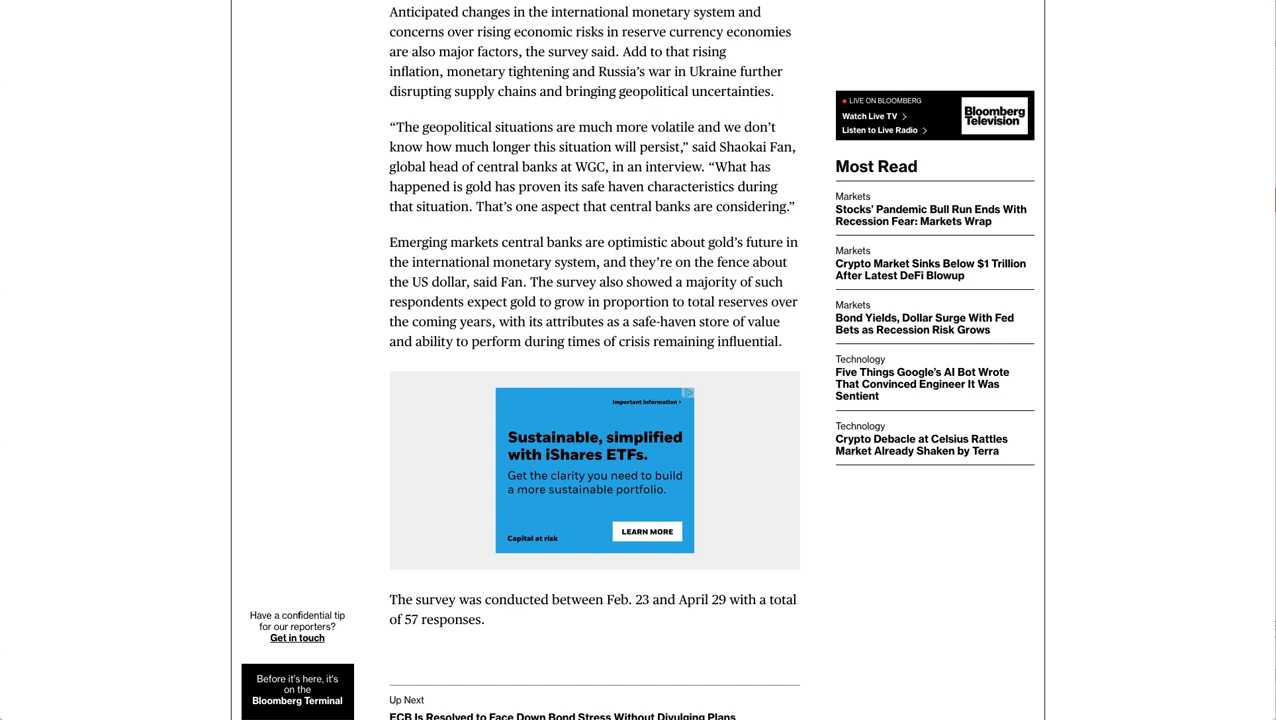 Anticipated changes in the international monetary system and
concerns over rising economic risks in reserve currency economies
are also major factors, the survey said. Add to that rising
inflation, monetary tightening and Russia’s war in Ukraine further
disrupting supply chains and bringing geopolitical uncertainties.
“The geopolitical situations are much more volatile and we don’t
know how much longer this situation will persist,” said Shaokai Fan,
global head of central banks at WGC, in an interview. “What has
happened is gold has proven its safe haven characteristics during
that situation. That’s one aspect that central banks are considering.”
Emerging markets central banks are optimistic about gold’s future in
the international monetary system, and they’re on the fence about
the US dollar, said Fan. The survey also showed a majority of such
respondents expect gold to grow in proportion to total reserves over
the coming years, with its attributes as a safe-haven store of value
and ability to perform during times of crisis remaining influential.
Important information ›
Sustainable, simplified
with iShares ETFs.
Get the clarity you need to build
a more sustainable portfolio.
LEARN MORE
Capital at risk
The survey was conducted between Feb. 23 and April 29 with a total
of 57 responses.
Have a confidential tip
for our reporters?
Get in touch
Before it's here, it's
on the
Bloomberg Terminal
Up Next
ECB Is Resolved to Face Down Bond Stress Without Divulging Plans
LIVE ON BLOOMBERG
Watch Live TV
Listen to Live Radio
Bloomberg
Television
Most Read
Markets
Stocks’ Pandemic Bull Run Ends With
Recession Fear: Markets Wrap
Markets
Crypto Market Sinks Below $1 Trillion
After Latest DeFi Blowup
Markets
Bond Yields, Dollar Surge With Fed
Bets as Recession Risk Grows
Technology
Five Things Google’s AI Bot Wrote
That Convinced Engineer It Was
Sentient
Technology
Crypto Debacle at Celsius Rattles
Market Already Shaken by Terra